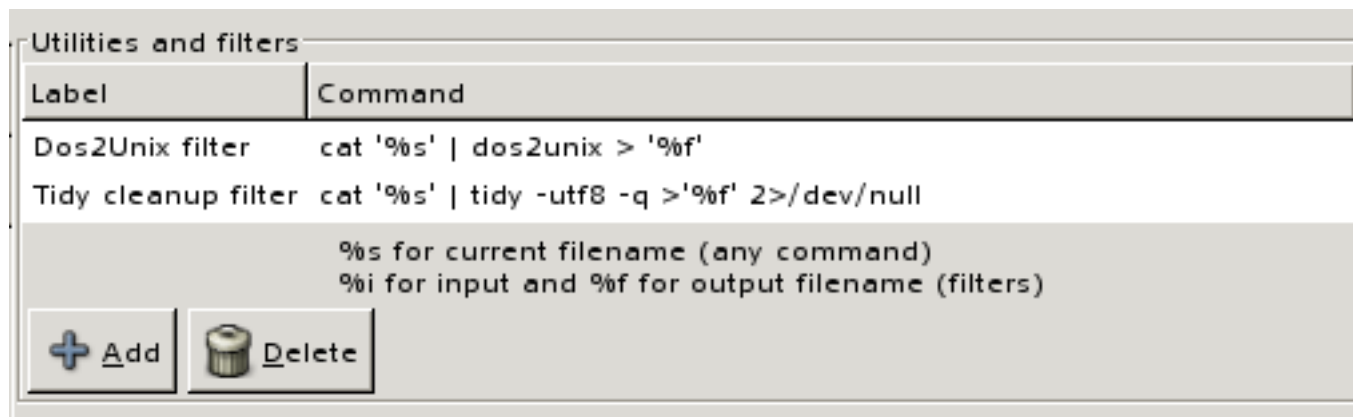 Utilities and filters
Label Command
Dos2Unix filter cat '%s' | dos2unix > '%f'
Tidy cleanup filter cat '%s' | tidy -utf8 -q >'%f' 2>/dev/null
%s for current filename (any command)
%i for input and %f for output filename (filters)
Add Delete